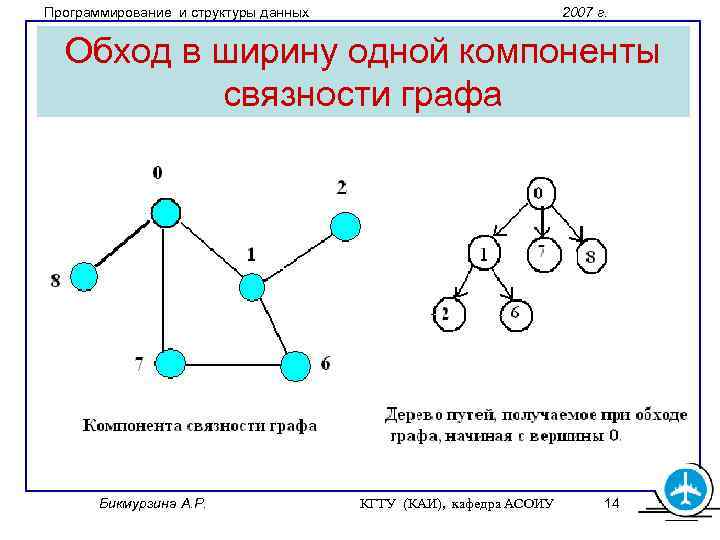 Программирование и структуры данных 2007 г.
Обход в ширину одной компоненты
связности графа
0
2
1
8
7
6
0
1 7 8
2 6
Компонента связности графа
Дерево путей, получаемое при обходе
графа, начиная с вершины 0.
Бикмурзина А.Р. КГТУ (КАИ), кафедра АСОИУ 14